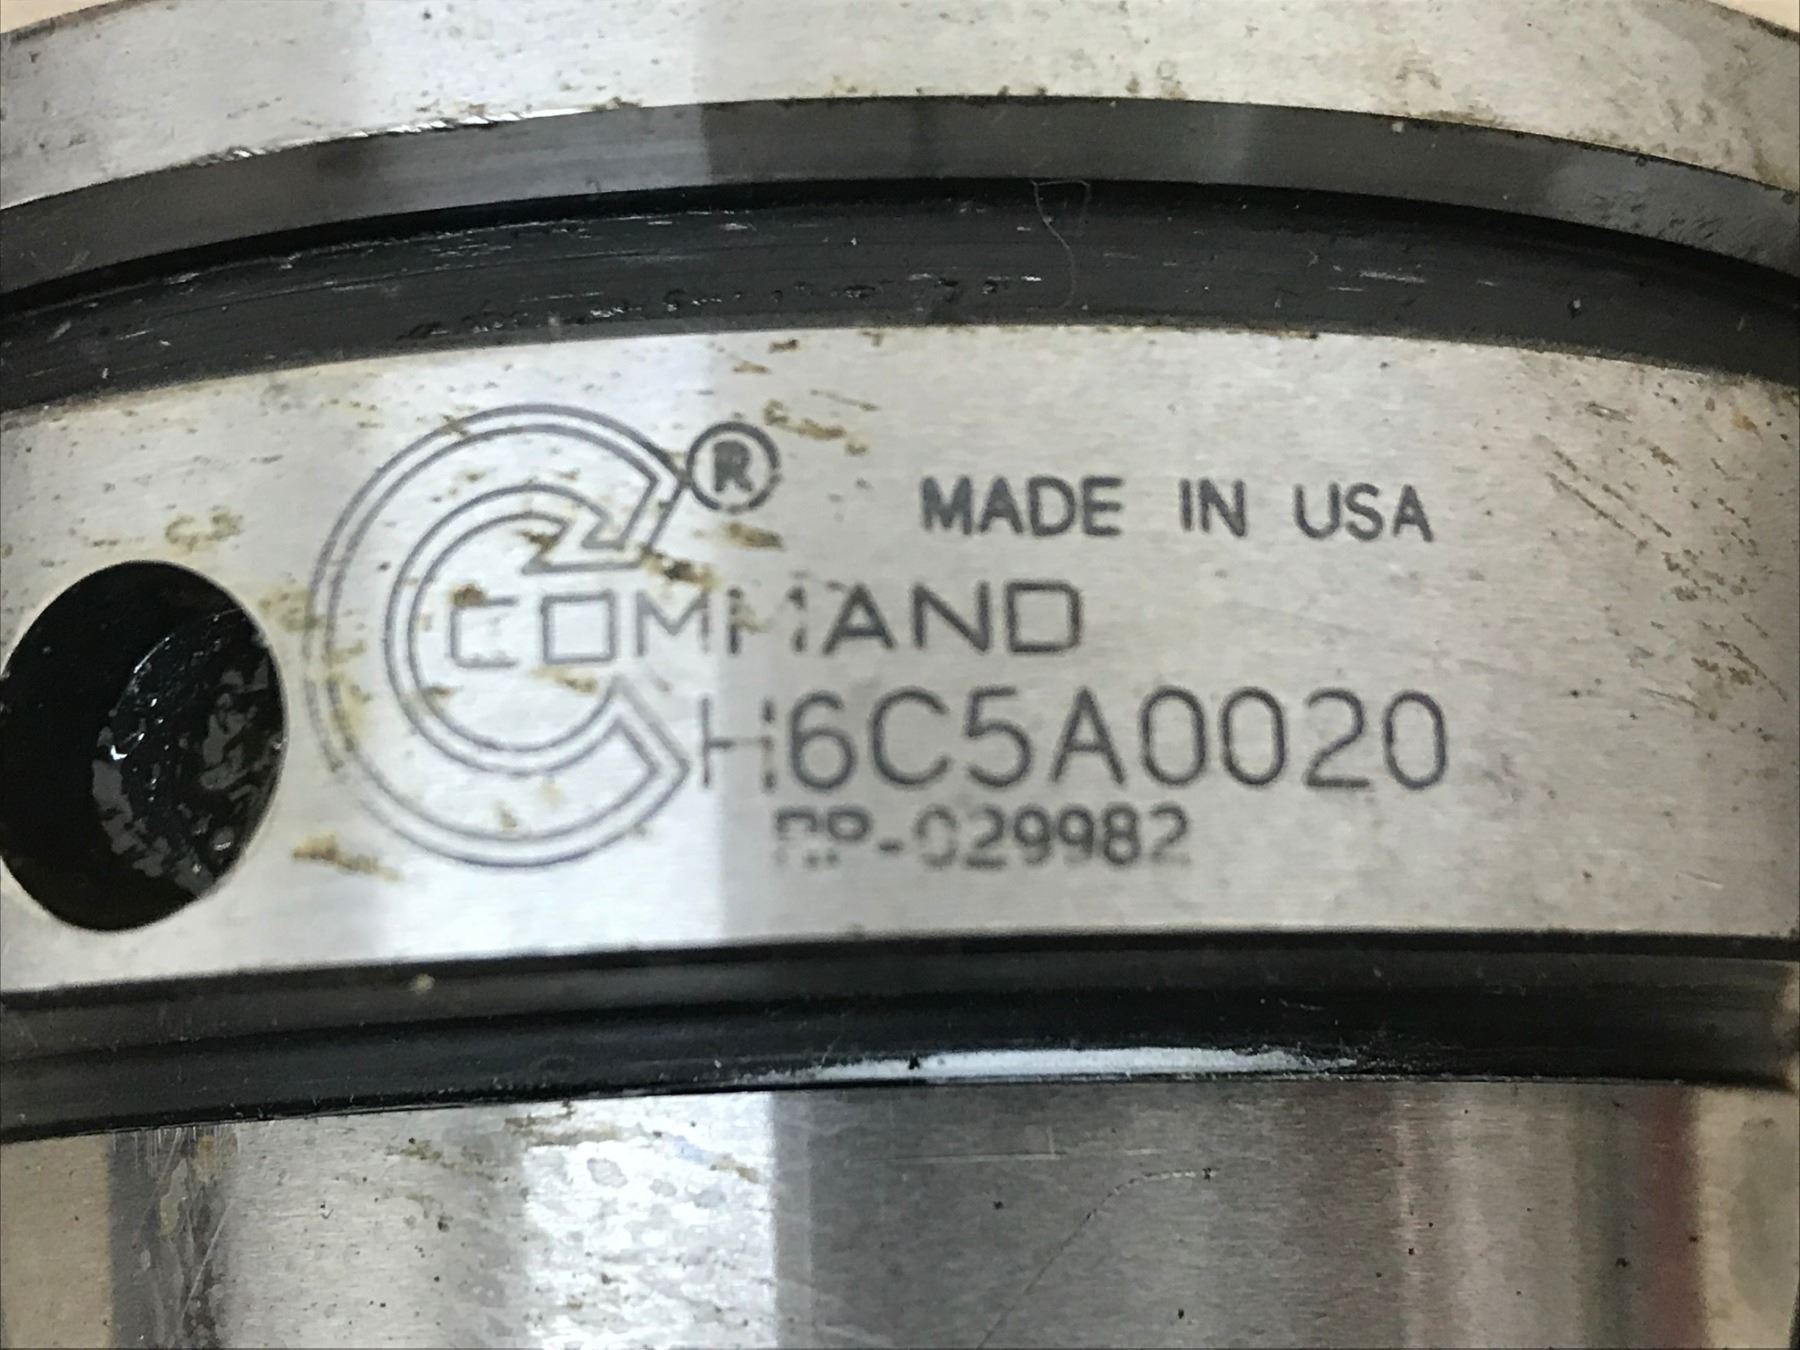 ®
MADE IN USA
COMMAND
H6C5A0020